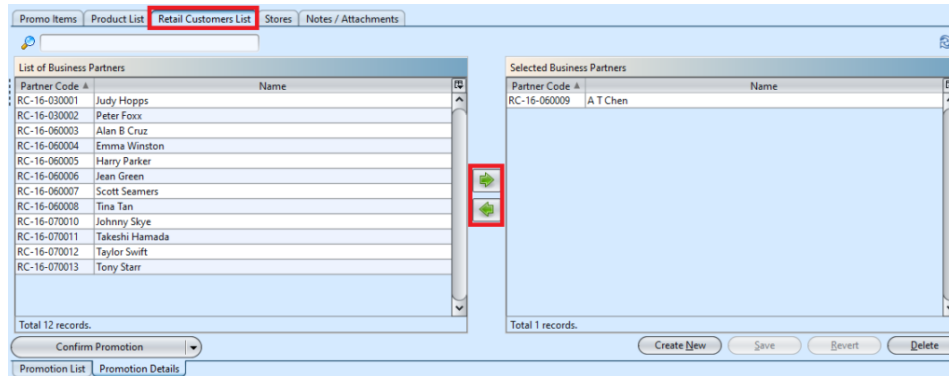 Promo Items Product List Retail Customers List Stores Notes / Attachments
List of Business Partners
Partner Code Name
RC-16-030001 Judy Hopps
RC-16-030002 Peter Foxx
RC-16-060003 Alan B Cruz
RC-16-060004 Emma Winston
RC-16-060005 Harry Parker
RC-16-060006 Jean Green
RC-16-060007 Scott Seamers
RC-16-060008 Tina Tan
RC-16-070010 Johnny Skye
RC-16-070011 Takeshi Hamada
RC-16-070012 Taylor Swift
RC-16-070013 Tony Starr
Total 12 records.
Selected Business Partners
Partner Code Name
RC-16-060009 A T Chen
Total 1 records.
Confirm Promotion Create New Save Revert Delete
Promotion List Promotion Details